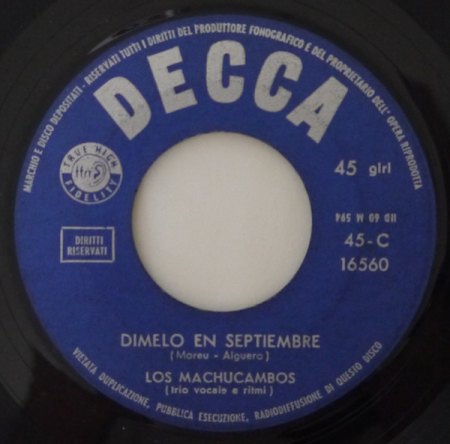 MARCHIO E DISCO DEPOSITATI - RISERVATI TUTTI I DIRITTI DEL PRODUTTORE FONOGRAFICO E DEL PROPRIETARIO DELL' OPERA RIPRODOTTA
DECCA
TRUE HIGH
FIDELITY
45 giri
DIRITTI
RISERVATI
45-C
16560
DIMELO EN SEPTIEMBRE
(Moreu - Alguero)
LOS MACHUCAMBOS
(trio vocale e ritmi)
VIETATA DUPLICAZIONE, PUBBLICA ESECUZIONE, RADIODIFFUSIONE DI QUESTO DISCO